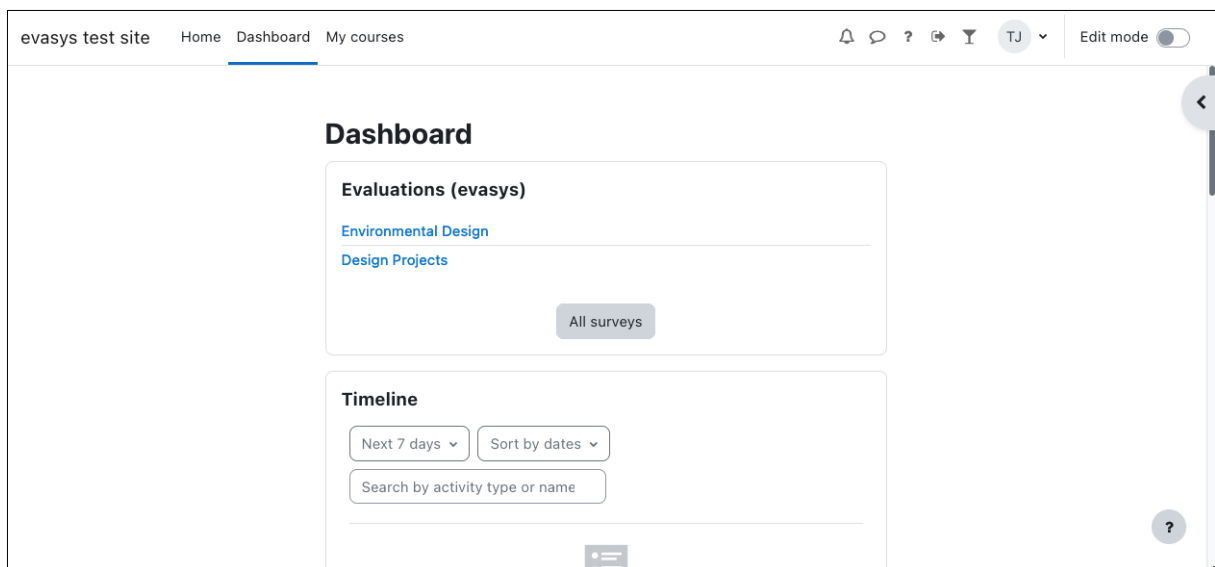 evasys test site Home Dashboard My courses ? TJ Edit mode
Dashboard
Evaluations (evasys)
Environmental Design
Design Projects
All surveys
Timeline
Next 7 days Sort by dates
Search by activity type or name
?